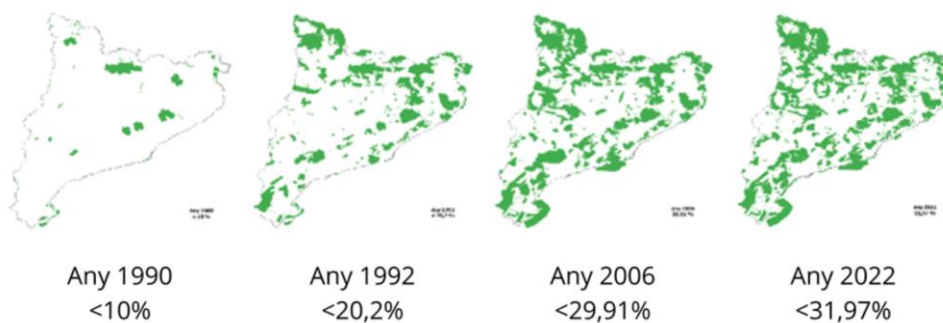 Any 1990
<10%
Any 1992
<20,2%
Any 2006
<29,91%
Any 2022
<31,97%